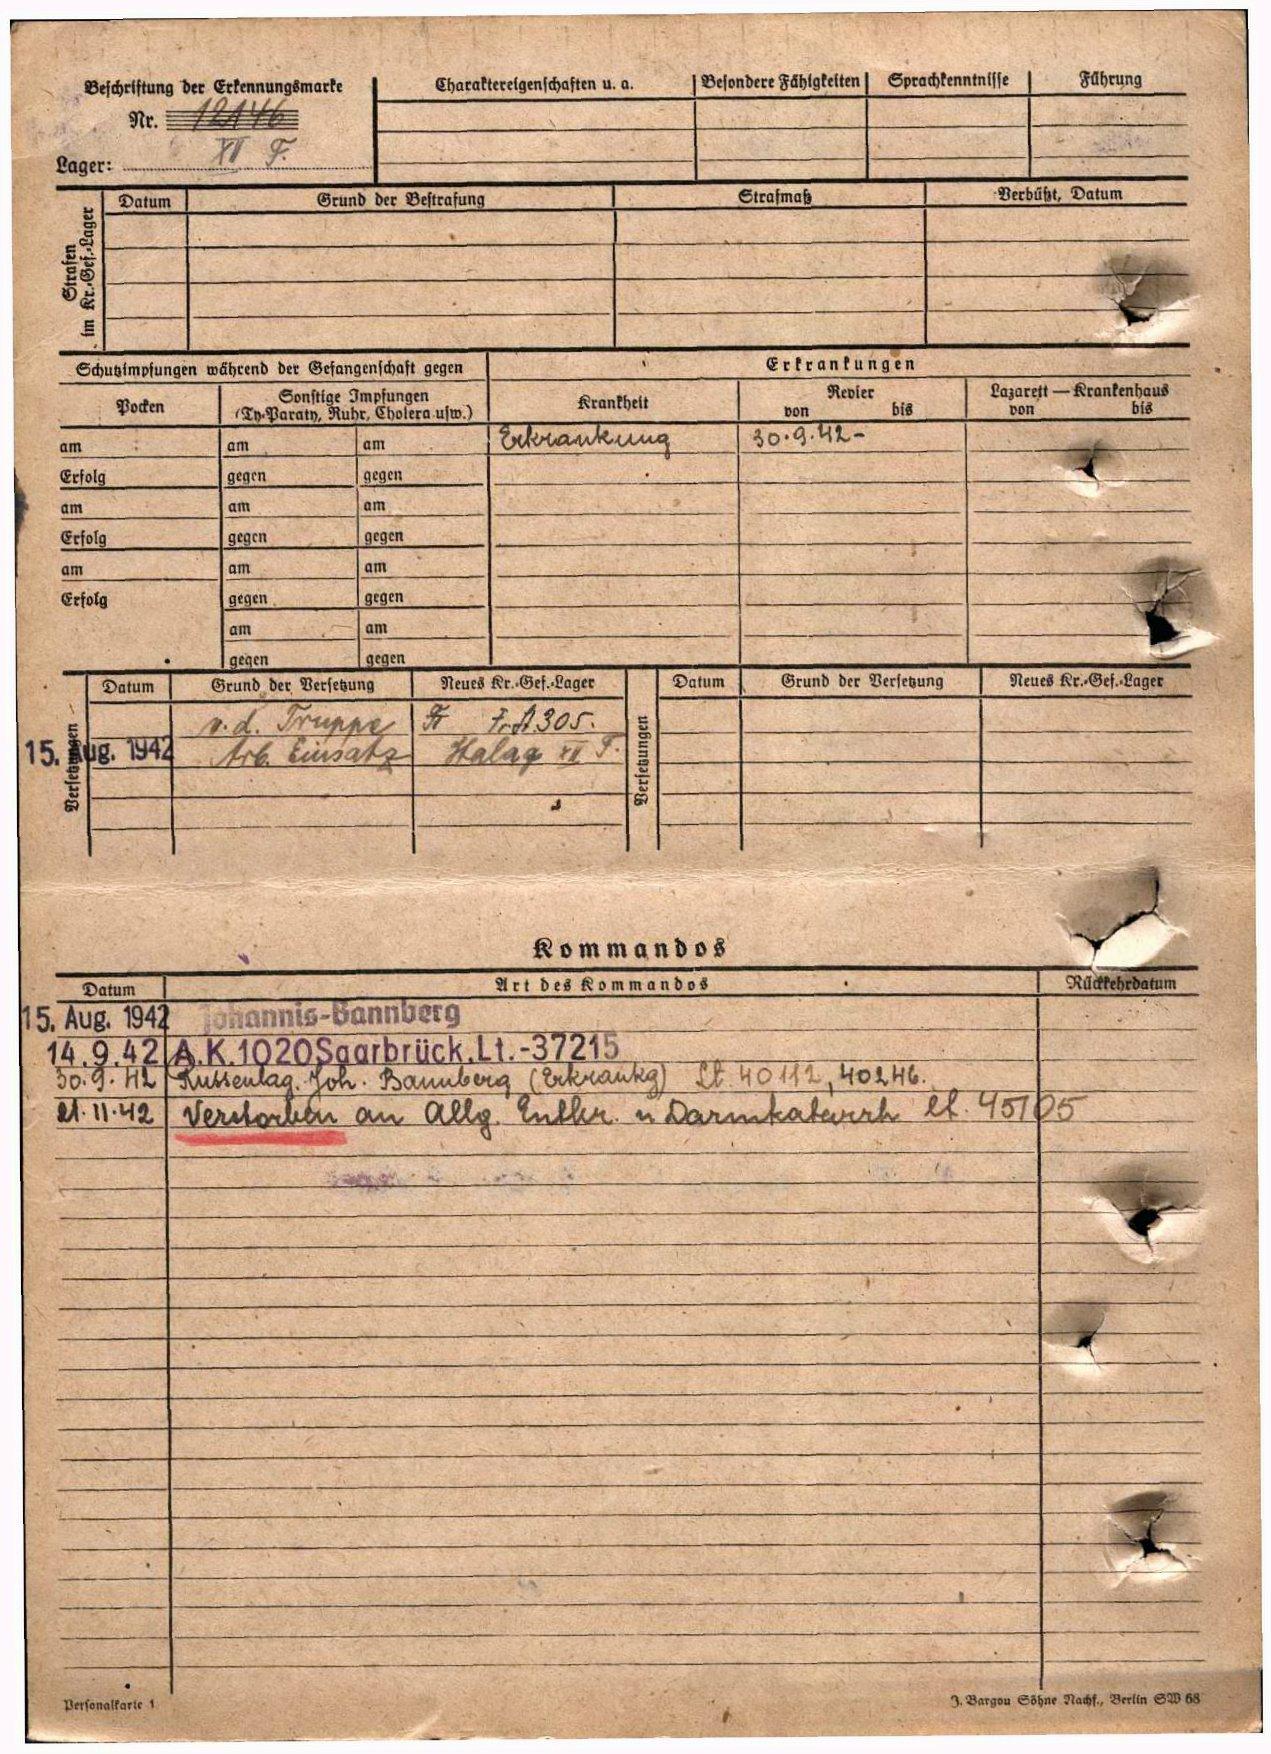 Beschriftung der Erkennungsmarke
Nr. 12146
Lager: XII F.
Charaktereigenschaften u. a. Besondere Fähigkeiten Sprachkenntnisse Führung
Strafen im Kr.-Gef.-Lager
Datum Grund der Bestrafung Strafmaß Verbüßt, Datum
Schutzimpfungen während der Gefangenschaft gegen Erkrankungen
Pocken Sonstige Impfungen Krankheit Revier Lazarett — Krankenhaus
(Ty-Paraty, Ruhr, Cholera usw.) von bis von bis
am am am Erkrankung 30.9.42-
Erfolg gegen gegen
am am am
Erfolg gegen gegen
am am am
Erfolg gegen gegen
am am
gegen gegen
Versetzungen
Datum Grund der Versetzung Neues Kr.-Gef.-Lager
v. d. Truppe 305.
15. Aug. 1942 Arb. Einsatz Stalag XII F.
Versetzungen
Datum Grund der Versetzung Neues Kr.-Gef.-Lager
Kommandos
Datum Art des Kommandos Rückkehrdatum
15. Aug. 1942 Johannis-Bannberg
14.9.42 A.K.1020 Saarbrück. Lt.-37215
30.9.42 Russenlag. Joh. Bannberg (Erkrankg) Lt. 40112, 40246.
21.11.42 Verstorben an Allg. Entkr. u Darmkatarrh Lt. 45105
Personalkarte 1
J. Bargou Söhne Nachf., Berlin SW 68